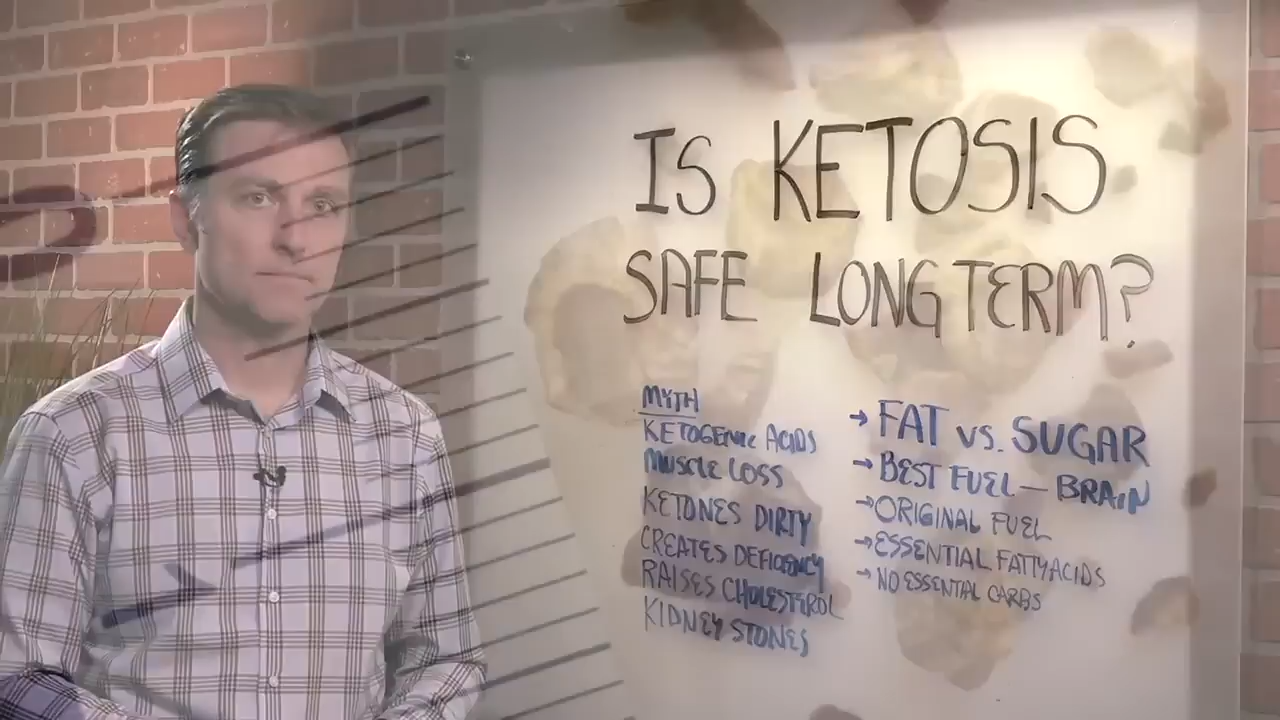 IS KETOSIS
SAFE LONG TERM?
MYTH
KETOGENIC ACIDS
MUSCLE LOSS
KETONES DIRTY
CREATES DEFICIENCY
RAISES CHOLESTEROL
KIDNEY STONES
→ FAT VS. SUGAR
→ BEST FUEL — BRAIN
→ ORIGINAL FUEL
→ ESSENTIAL FATTY ACIDS
→ NO ESSENTIAL CARBS